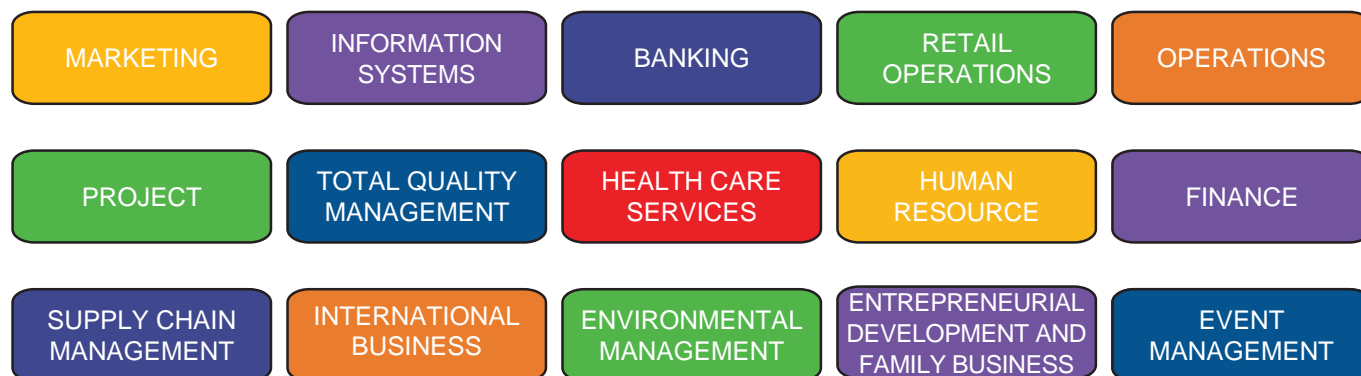 MARKETING
INFORMATION
SYSTEMS
BANKING
RETAIL
OPERATIONS
OPERATIONS
PROJECT
TOTAL QUALITY
MANAGEMENT
HEALTH CARE
SERVICES
HUMAN
RESOURCE
FINANCE
SUPPLY CHAIN
MANAGEMENT
INTERNATIONAL
BUSINESS
ENVIRONMENTAL
MANAGEMENT
ENTREPRENEURIAL
DEVELOPMENT AND
FAMILY BUSINESS
EVENT
MANAGEMENT